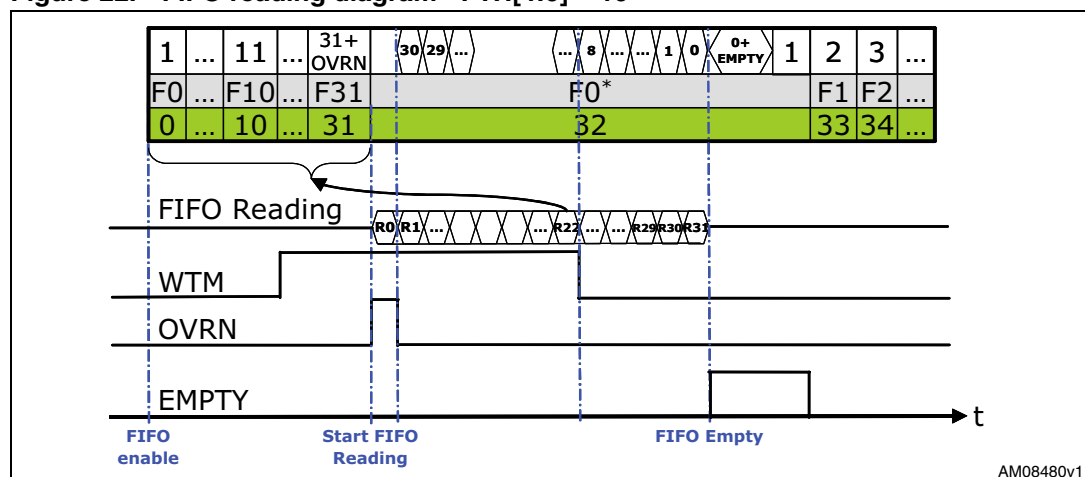 1 ... 11 ... 31+ OVRN 30 29 ... ... 8 ... ... 1 0 0+ EMPTY 1 2 3 ...
F0 ... F10 ... F31 F0* F1 F2 ...
0 ... 10 ... 31 32 33 34 ...
FIFO Reading R0 R1 ... ... R22 ... ... R29 R30 R31
WTM
OVRN
EMPTY
t
FIFO enable
Start FIFO Reading
FIFO Empty
AM08480v1